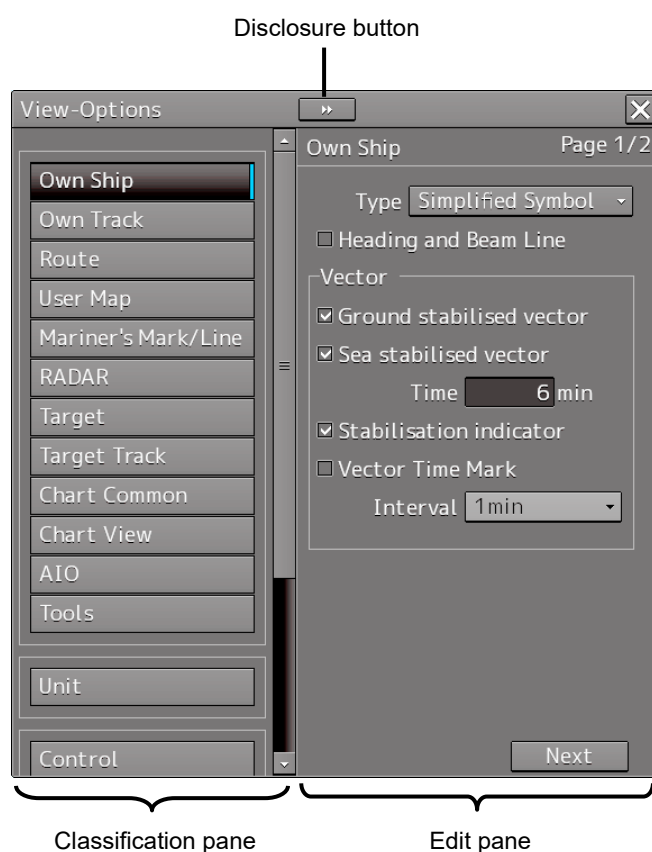 Disclosure button
View-Options
Own Ship
Own Track
Route
User Map
Mariner's Mark/Line
RADAR
Target
Target Track
Chart Common
Chart View
AIO
Tools
Unit
Control
Own Ship Page 1/2
Type Simplified Symbol
Heading and Beam Line
Vector
Ground stabilised vector
Sea stabilised vector
Time 6 min
Stabilisation indicator
Vector Time Mark
Interval 1min
Next
Classification pane
Edit pane